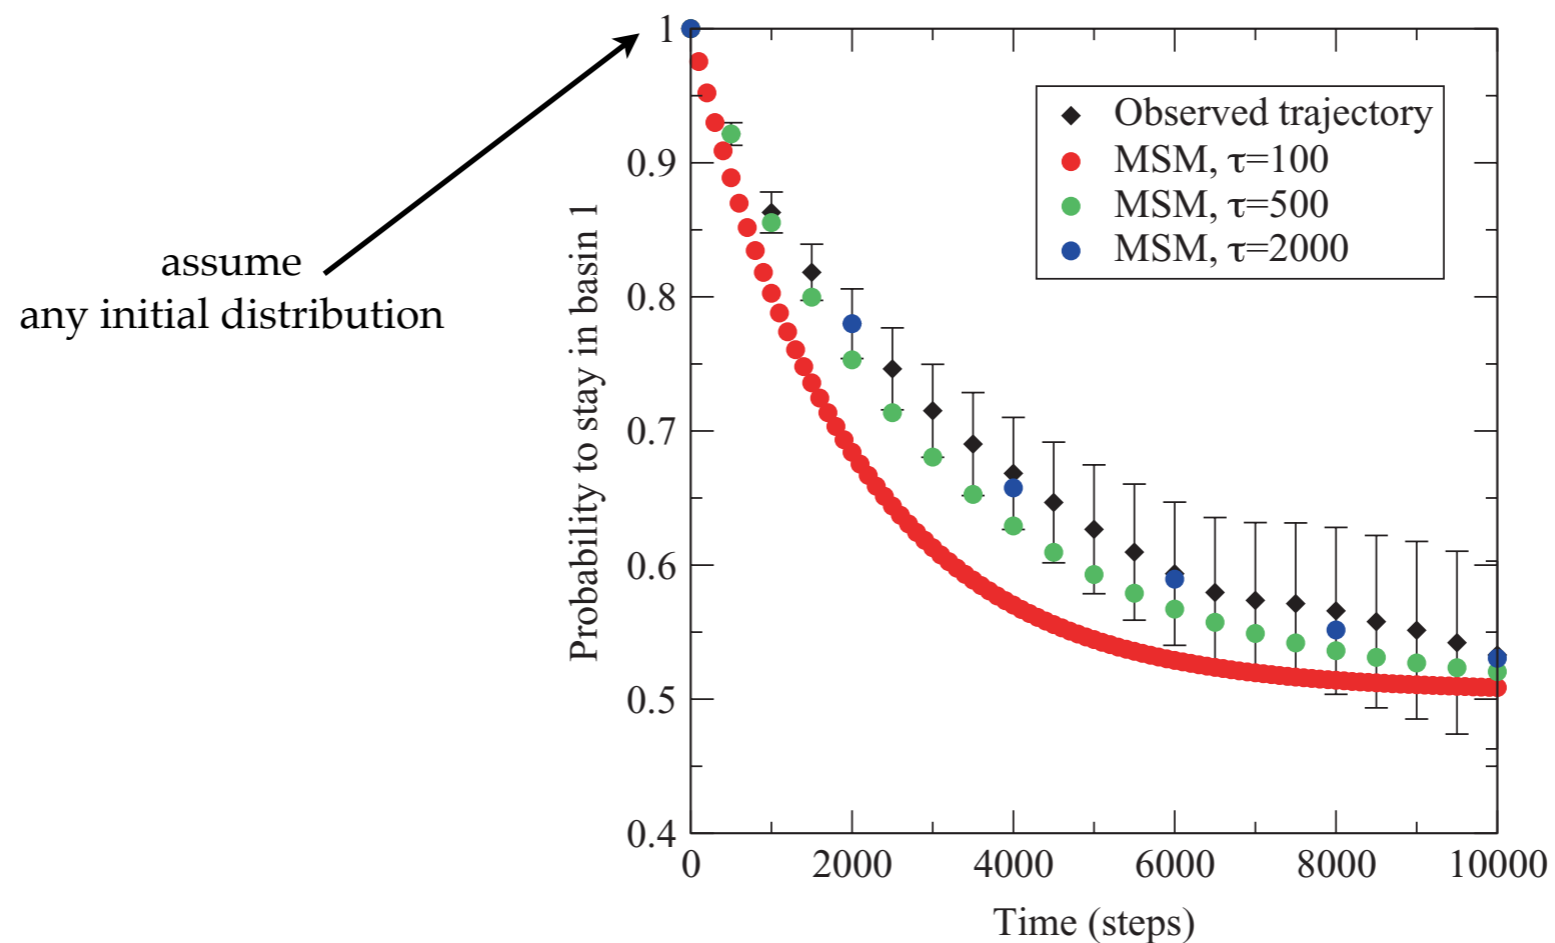 assume
any initial distribution
Probability to stay in basin 1
1
0.9
0.8
0.7
0.6
0.5
0.4
Observed trajectory
MSM, τ=100
MSM, τ=500
MSM, τ=2000
0 2000 4000 6000 8000 10000
Time (steps)